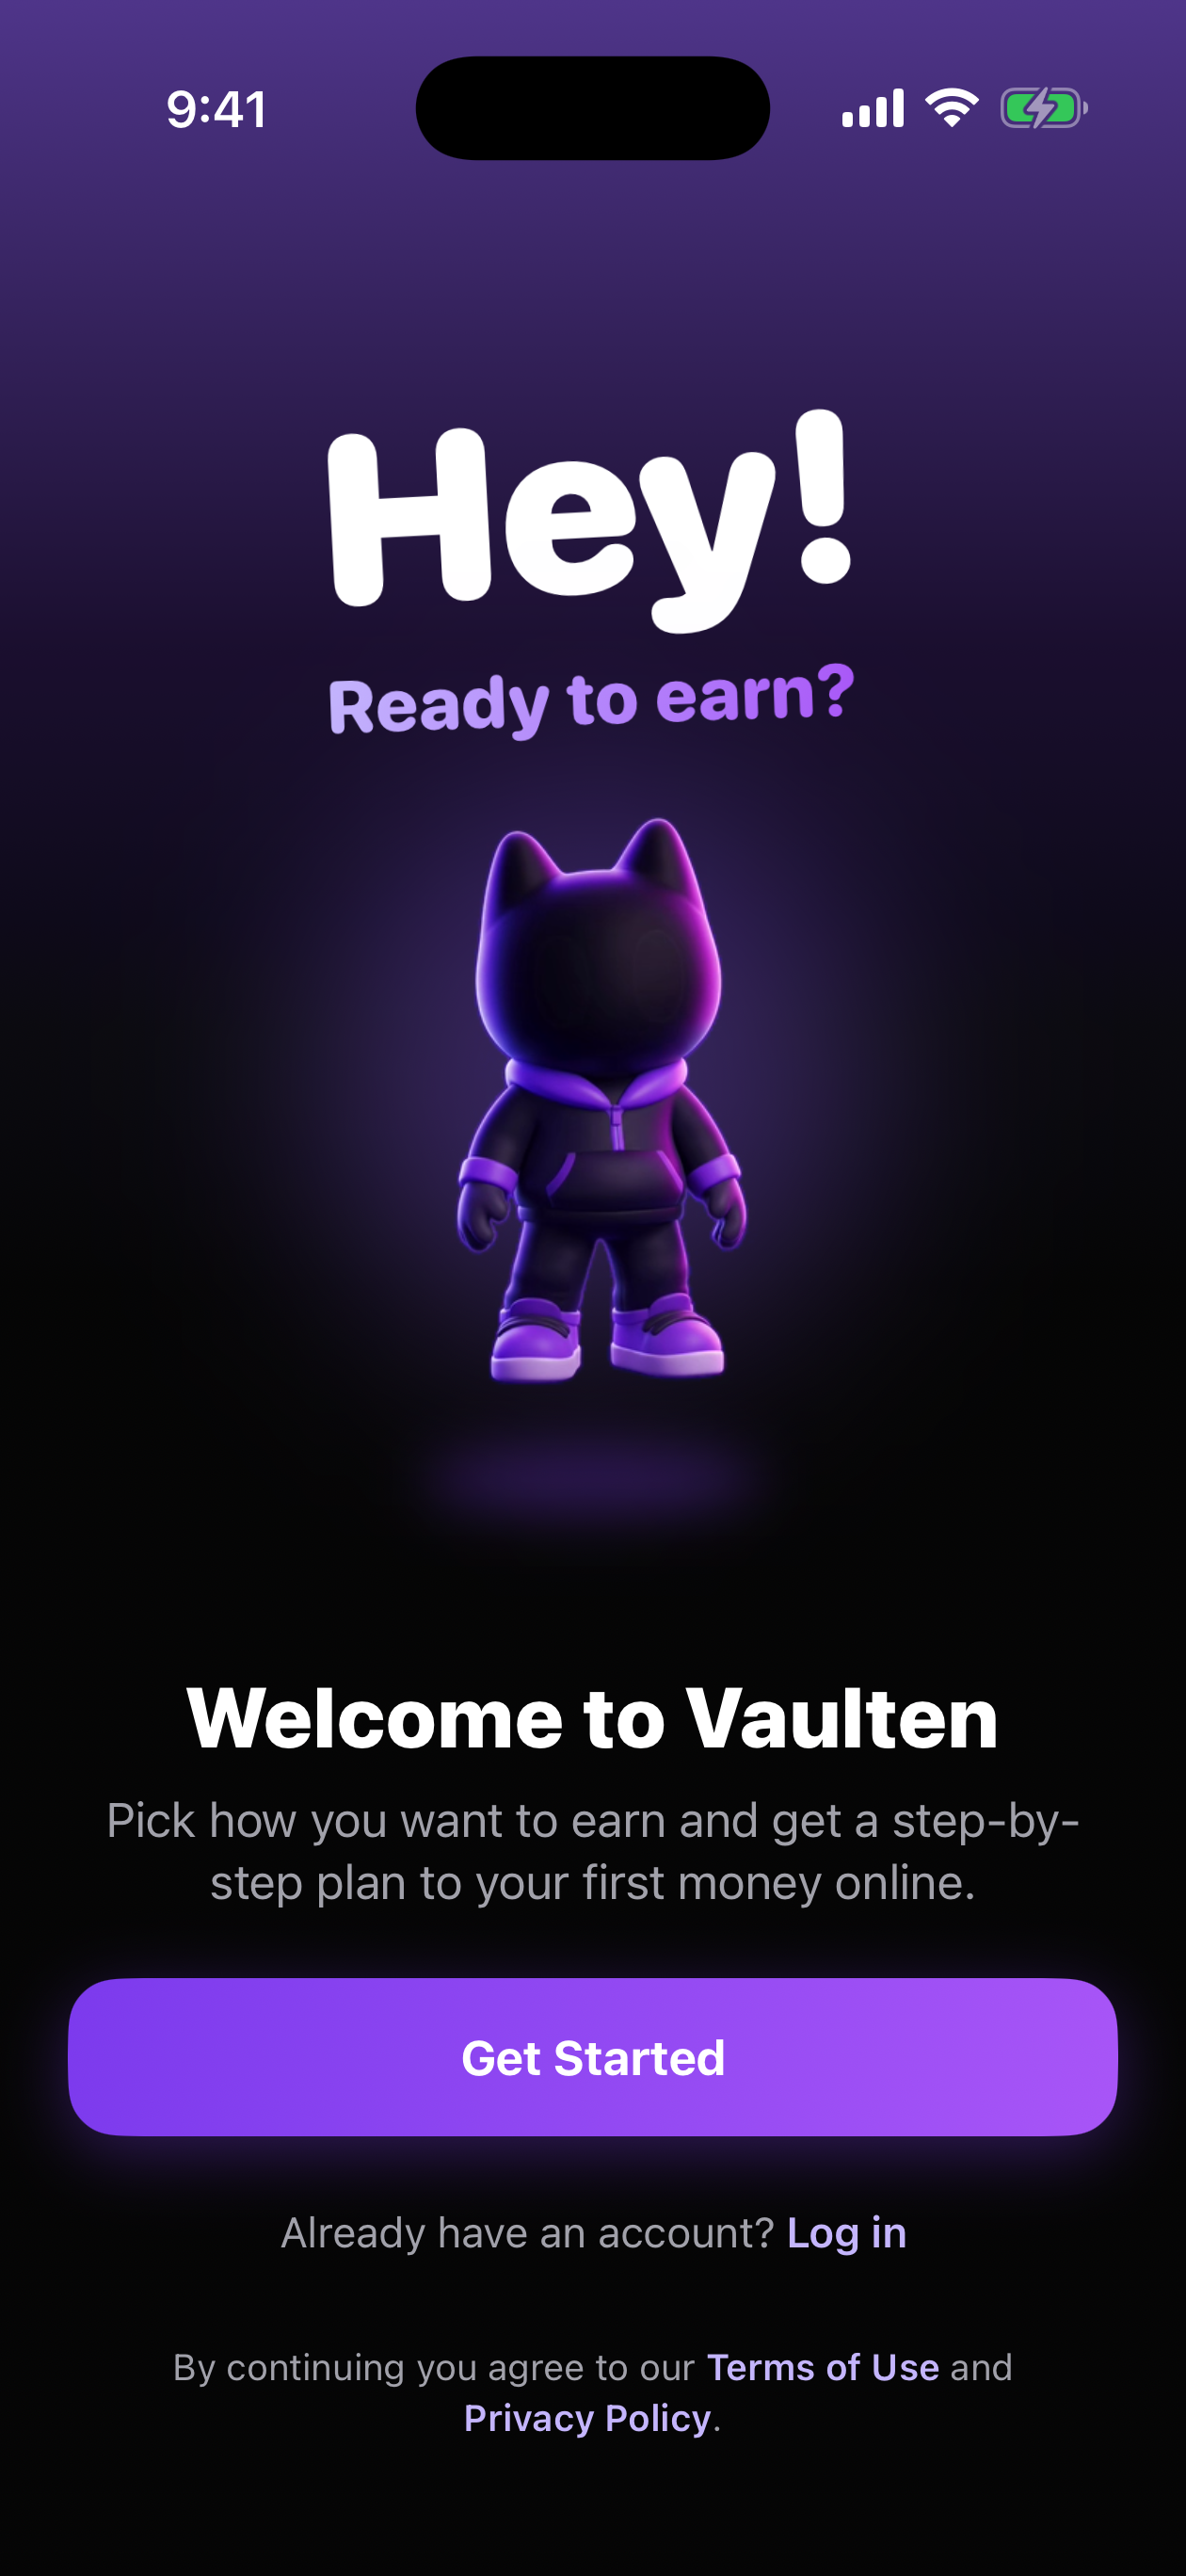 9:41
Hey!
Ready to earn?
Welcome to Vaulten
Pick how you want to earn and get a step-by-
step plan to your first money online.
Get Started
Already have an account? Log in
By continuing you agree to our Terms of Use and
Privacy Policy.